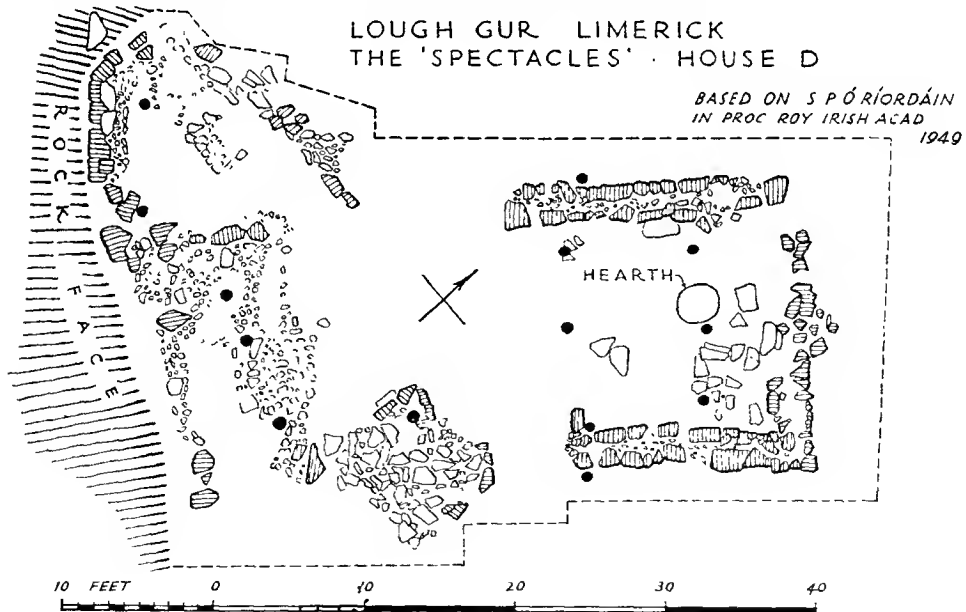 LOUGH GUR LIMERICK
THE 'SPECTACLES' · HOUSE D
BASED ON S P Ó RÍORDÁIN
IN PROC ROY IRISH ACAD
1949
ROCK FACE
HEARTH
10 FEET 0 10 20 30 40